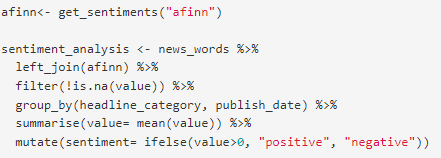 afinn<- get_sentiments("afinn")
sentiment_analysis <- news_words %>%
left_join(afinn) %>%
filter(!is.na(value)) %>%
group_by(headline_category, publish_date) %>%
summarise(value= mean(value)) %>%
mutate(sentiment= ifelse(value>0, "positive", "negative"))